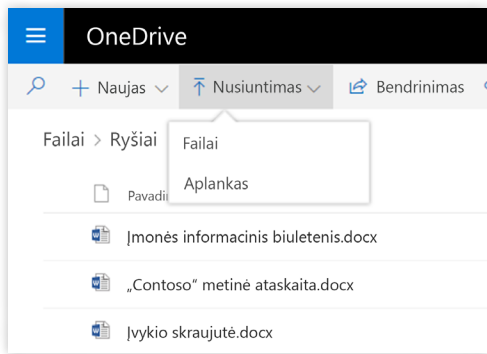 OneDrive
Naujas Nusiuntimas Bendrinimas
Failai > Ryšiai
Failai
Aplankas
Įmonės informacinis biuletenis.docx
„Contoso“ metinė ataskaita.docx
Įvykio skraujutė.docx